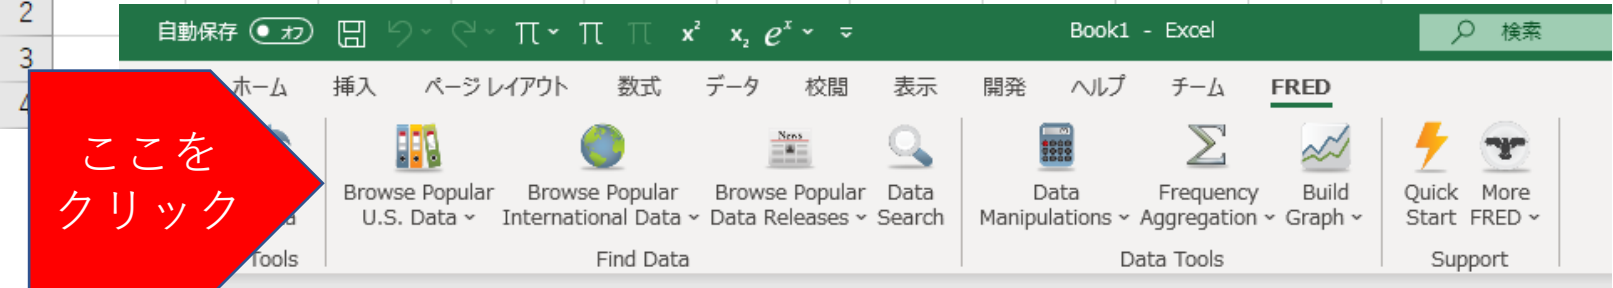 2
3
4
自動保存 オフ
π π π x² x₂ eˣ
Book1 - Excel
検索
ホーム 挿入 ページ レイアウト 数式 データ 校閲 表示 開発 ヘルプ チーム FRED
ここを
クリック
News
Browse Popular
U.S. Data
Browse Popular
International Data
Browse Popular
Data Releases
Data
Search
Data
Manipulations
Frequency
Aggregation
Build
Graph
Quick
Start
More
FRED
Tools
Find Data
Data Tools
Support